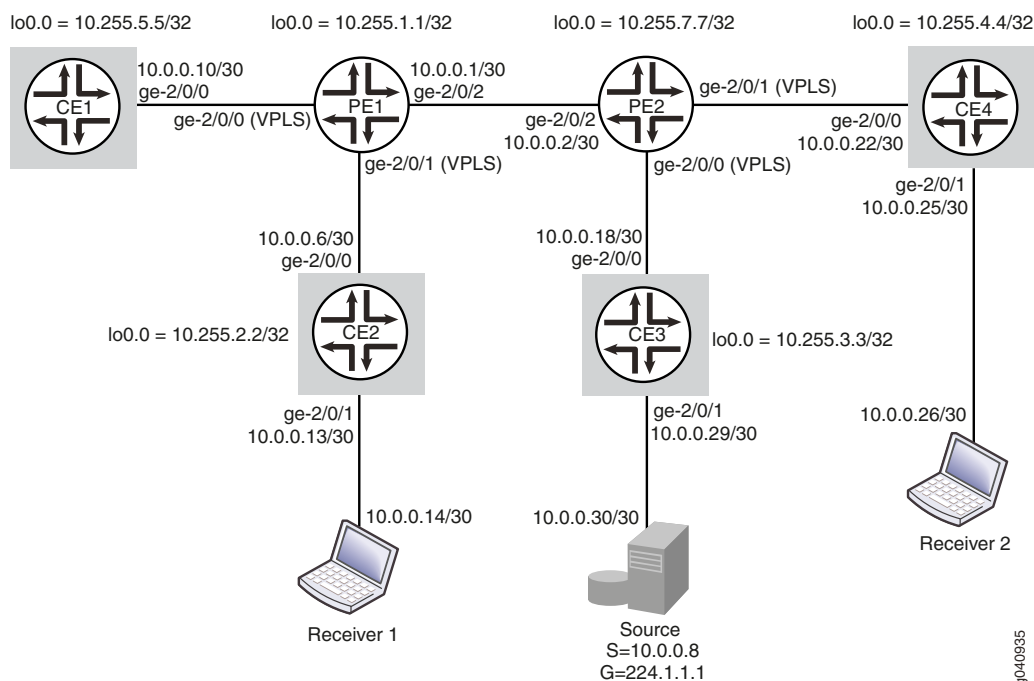 lo0.0 = 10.255.5.5/32
lo0.0 = 10.255.1.1/32
lo0.0 = 10.255.7.7/32
lo0.0 = 10.255.4.4/32
10.0.0.10/30
ge-2/0/0
CE1
ge-2/0/0 (VPLS)
PE1
10.0.0.1/30
ge-2/0/2
ge-2/0/1 (VPLS)
ge-2/0/2
10.0.0.2/30
PE2
ge-2/0/1 (VPLS)
ge-2/0/0 (VPLS)
ge-2/0/0
10.0.0.22/30
CE4
ge-2/0/1
10.0.0.25/30
10.0.0.6/30
ge-2/0/0
10.0.0.18/30
ge-2/0/0
lo0.0 = 10.255.2.2/32
CE2
CE3
lo0.0 = 10.255.3.3/32
ge-2/0/1
10.0.0.13/30
ge-2/0/1
10.0.0.29/30
10.0.0.26/30
10.0.0.14/30
10.0.0.30/30
Receiver 2
Receiver 1
Source
S=10.0.0.8
G=224.1.1.1
g040935